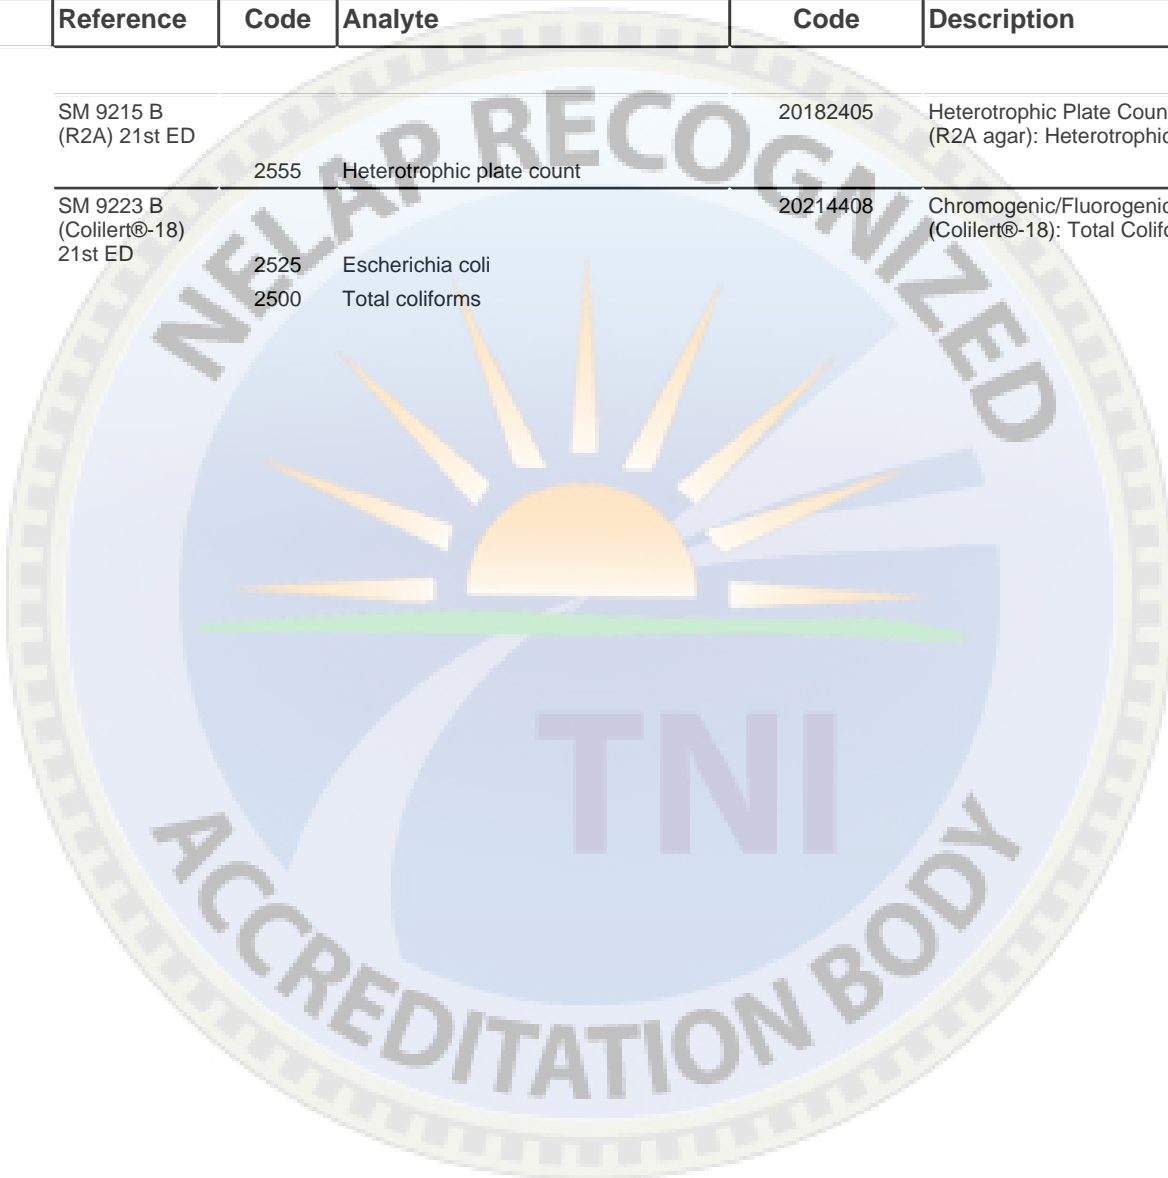 Reference Code Analyte Code Description
SM 9215 B 20182405 Heterotrophic Plate Coun
(R2A) 21st ED (R2A agar): Heterotrophic
2555 Heterotrophic plate count
SM 9223 B 20214408 Chromogenic/Fluorogenic
(Colilert®-18) (Colilert®-18): Total Colifo
21st ED
2525 Escherichia coli
2500 Total coliforms
NELAP RECOGNIZED
TNI
ACCREDITATION BODY